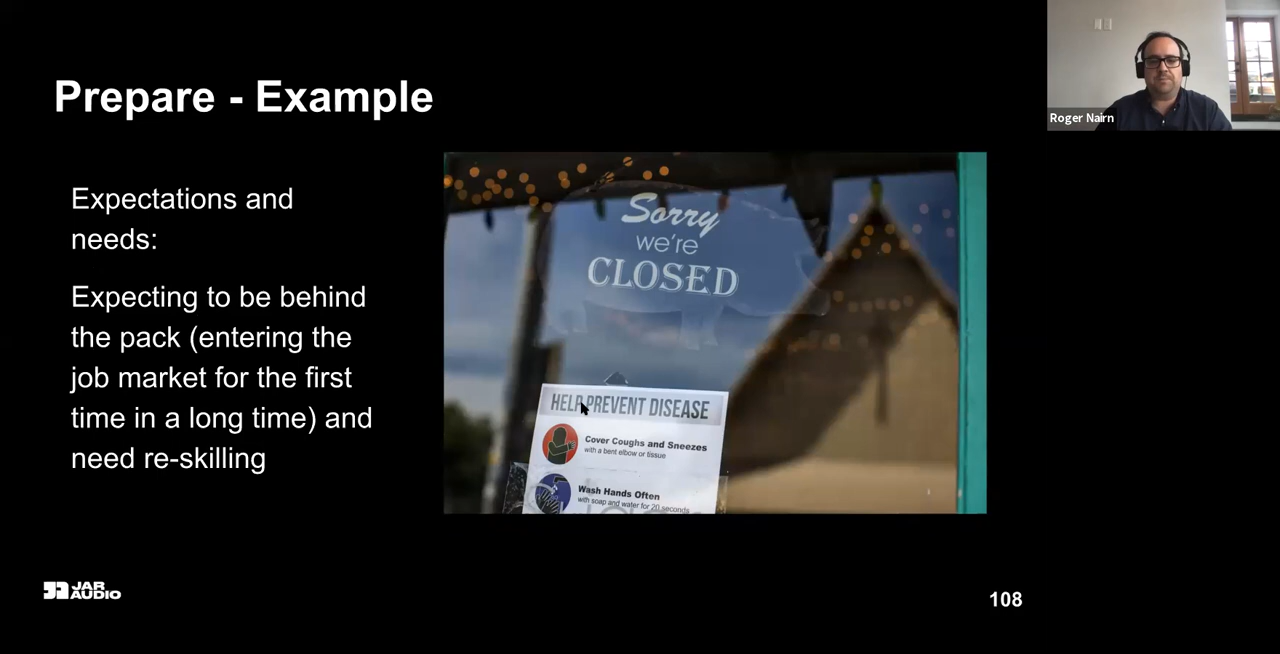 Prepare - Example
Roger Nairn
Expectations and
needs:
Expecting to be behind
the pack (entering the
job market for the first
time in a long time) and
need re-skilling
Sorry
we're
CLOSED
HELP PREVENT DISEASE
Cover Coughs and Sneezes
with a bent elbow or tissue
Wash Hands Often
with soap and water for 20 seconds
JAR
AUDIO
108